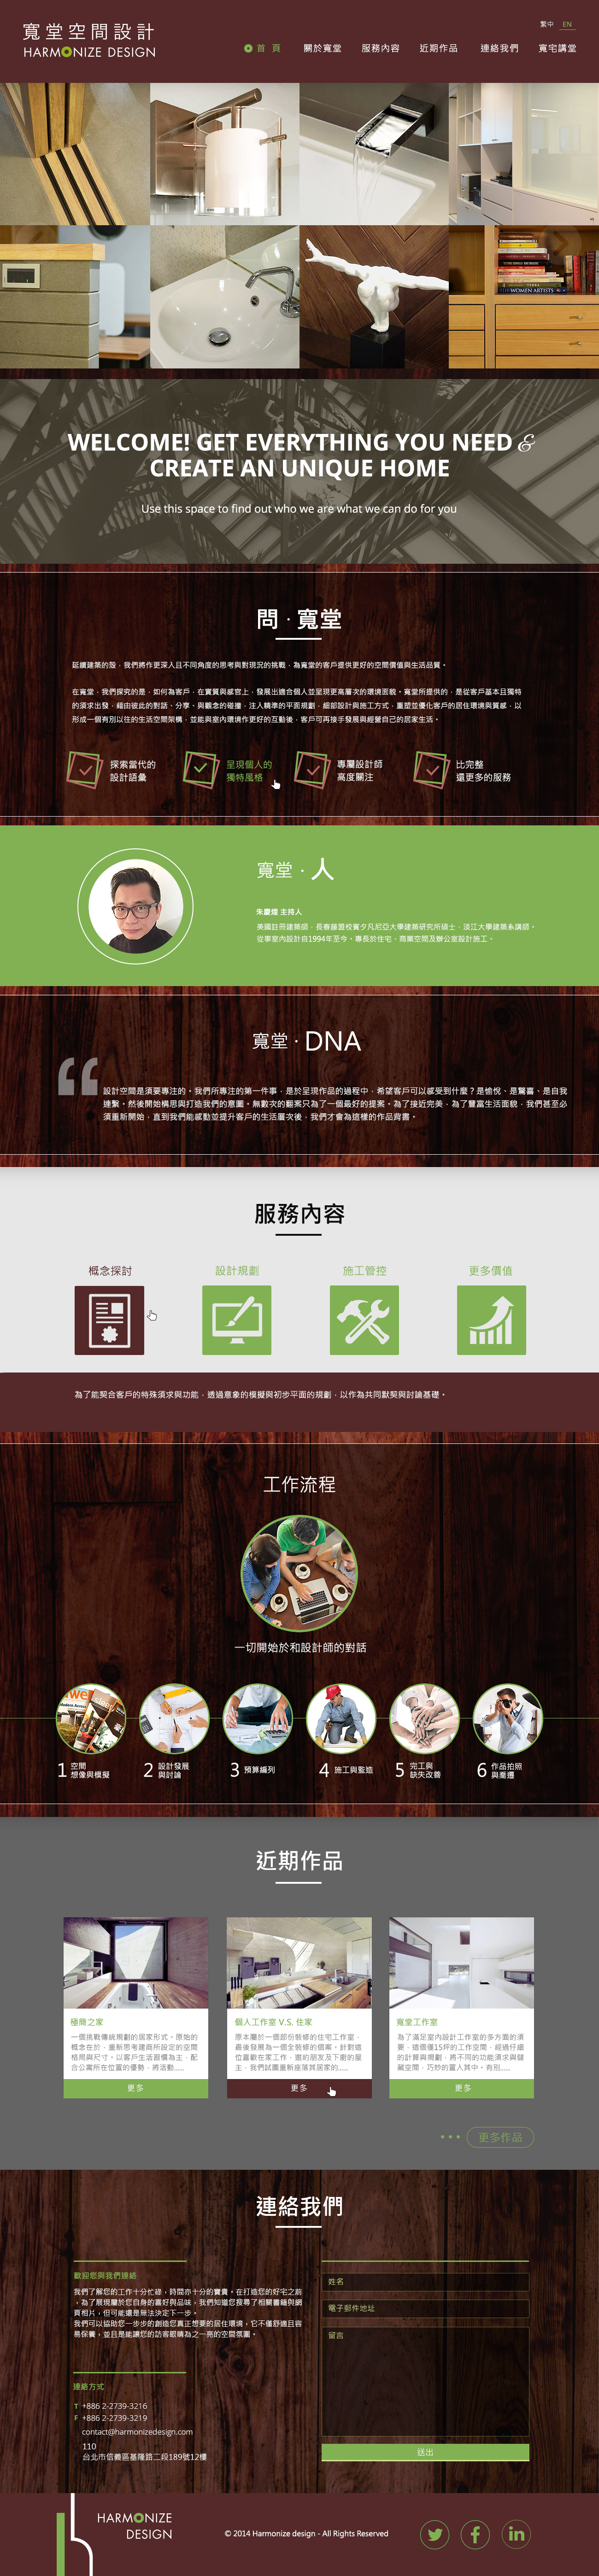 寬堂空間設計
HARMONIZE DESIGN
繁中 EN
首 頁 關於寬堂 服務內容 近期作品 連絡我們 寬宅講堂
WOMEN ARTISTS
WELCOME! GET EVERYTHING YOU NEED &
CREATE AN UNIQUE HOME
Use this space to find out who we are what we can do for you
問 · 寬堂
延續建築的殼，我們將作更深入且不同角度的思考與對現況的挑戰，為寬堂的客戶提供更好的空間價值與生活品質。
在寬堂，我們探究的是，如何為客戶，在實質與感官上，發展出適合個人並呈現更高層次的環境面貌。寬堂所提供的，是從客戶基本且獨特
的須求出發，藉由彼此的對話、分享、與觀念的碰撞，注入精準的平面規劃，細部設計與施工方式，重塑並優化客戶的居住環境與質感，以
形成一個有別以往的生活空間架構，並能與室內環境作更好的互動後，客戶可再接手發展與經營自己的居家生活。
探索當代的
設計語彙
呈現個人的
獨特風格
專屬設計師
高度關注
比完整
還更多的服務
寬堂 · 人
朱慶煌 主持人
美國註冊建築師，長春藤盟校賓夕凡尼亞大學建築研究所碩士，淡江大學建築系講師。
從事室內設計自1994年至今，專長於住宅，商業空間及辦公室設計施工。
寬堂 · DNA
設計空間是須要專注的。我們所專注的第一件事，是於呈現作品的過程中，希望客戶可以感受到什麼？是愉悅、是驚喜、是自我
連繫，然後開始構思與打造我們的意圖。無數次的翻案只為了一個最好的提案。為了接近完美，為了豐富生活面貌，我們甚至必
須重新開始，直到我們能感動並提升客戶的生活層次後，我們才會為這樣的作品背書。
服務內容
概念探討 設計規劃 施工管控 更多價值
為了能契合客戶的特殊須求與功能，透過意象的模擬與初步平面的規劃，以作為共同默契與討論基礎。
工作流程
一切開始於和設計師的對話
1 空間
想像與模擬
2 設計發展
與討論
3 預算編列
4 施工與監造
5 完工與
缺失改善
6 作品拍照
與喬遷
近期作品
極簡之家
一個挑戰傳統規劃的居家形式。原始的
概念在於，重新思考建商所設定的空間
格局與尺寸。以客戶生活習慣為主，配
合公寓所在位置的優勢，將活動......
更多
個人工作室 V.S. 住家
原本屬於一個部份裝修的住宅工作室，
最後發展為一個全裝修的個案。針對這
位喜歡在家工作，邀約朋友及下廚的屋
主，我們試圖重新座落其居家的......
更多
寬堂工作室
為了滿足室內設計工作室的多方面的須
要，這個僅15坪的工作空間，經過仔細
的計算與規劃，將不同的功能須求與儲
藏空間，巧妙的置入其中。有別......
更多
更多作品
連絡我們
歡迎您與我們連絡
我們了解您的工作十分忙碌，時間亦十分的寶貴。在打造您的好宅之前
，為了展現屬於您自身的喜好與品味，我們知道您搜尋了相關書籍與網
頁相片，但可能還是無法決定下一步。
我們可以協助您一步步的創造您真正想要的居住環境，它不僅舒適且容
易保養，並且是能讓您的訪客眼睛為之一亮的空間氛圍。
連絡方式
T +886 2-2739-3216
F +886 2-2739-3219
contact@harmonizedesign.com
110
台北市信義區基隆路二段189號12樓
姓名
電子郵件地址
留言
送出
HARMONIZE
DESIGN
© 2014 Harmonize design - All Rights Reserved